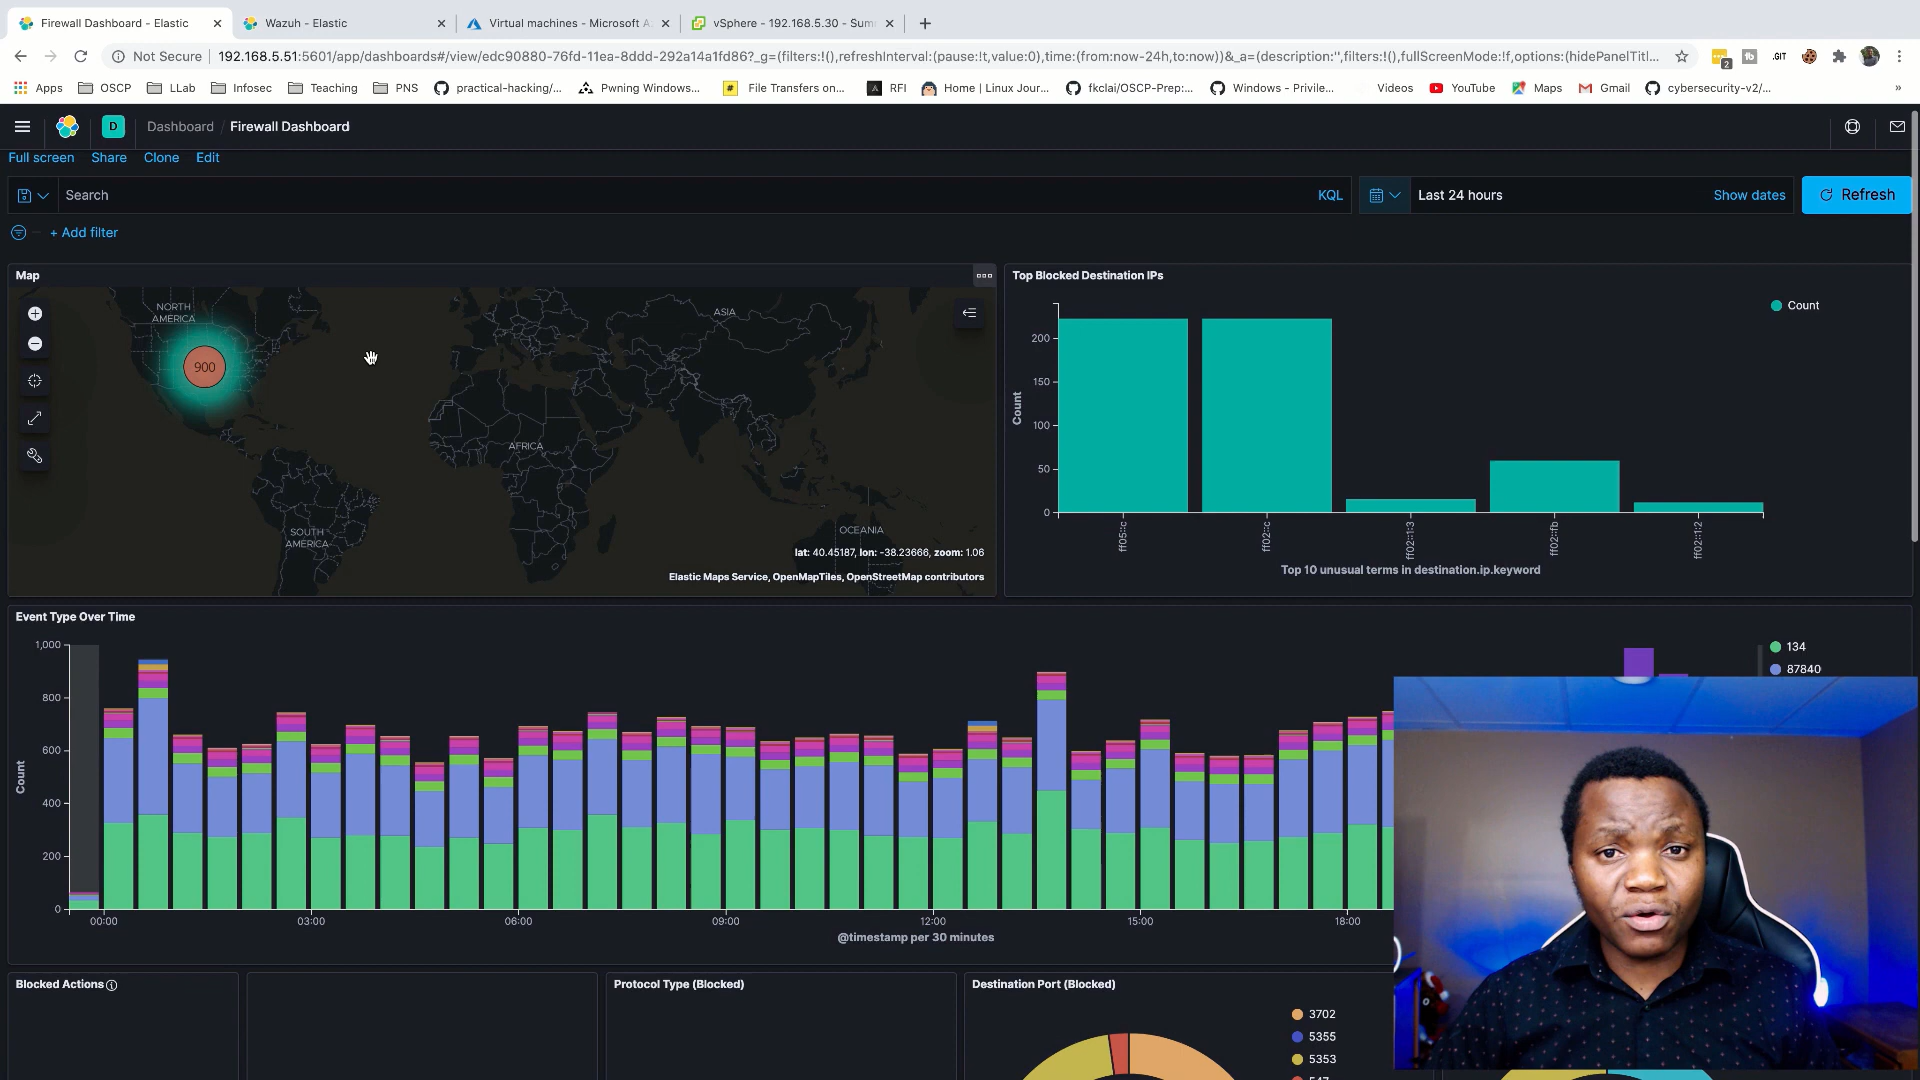 Firewall Dashboard - Elastic
Wazuh - Elastic
Virtual machines - Microsoft A
vSphere - 192.168.5.30 - Sum
Not Secure
192.168.5.51:5601/app/dashboards#/view/edc90880-76fd-11ea-8ddd-292a14a1fd86?_g=(filters:!(),refreshInterval:(pause:!t,value:0),time:(from:now-24h,to:now))&_a=(description:'',filters:!(),fullScreenMode:!f,options:(hidePanelTitl...
2
.GIT
Apps
OSCP
LLab
Infosec
Teaching
PNS
practical-hacking/...
Pwning Windows...
File Transfers on...
RFI
Home | Linux Jour...
fkclai/OSCP-Prep:...
Windows - Privile...
Videos
YouTube
Maps
Gmail
cybersecurity-v2/...
»
D
Dashboard / Firewall Dashboard
Full screen
Share
Clone
Edit
Search
KQL
Last 24 hours
Show dates
Refresh
+ Add filter
Map
NORTH
AMERICA
ASIA
900
AFRICA
SOUTH
AMERICA
OCEANIA
lat: 40.45187, lon: -38.23666, zoom: 1.06
Elastic Maps Service, OpenMapTiles, OpenStreetMap contributors
Top Blocked Destination IPs
Count
200
150
100
50
0
Count
ff05::c
ff02::c
ff02::1:3
ff02::fb
ff02::1:2
Top 10 unusual terms in destination.ip.keyword
Event Type Over Time
1,000
800
600
400
200
0
Count
00:00
03:00
06:00
09:00
12:00
15:00
18:00
@timestamp per 30 minutes
134
87840
Blocked Actions
Protocol Type (Blocked)
Destination Port (Blocked)
3702
5355
5353